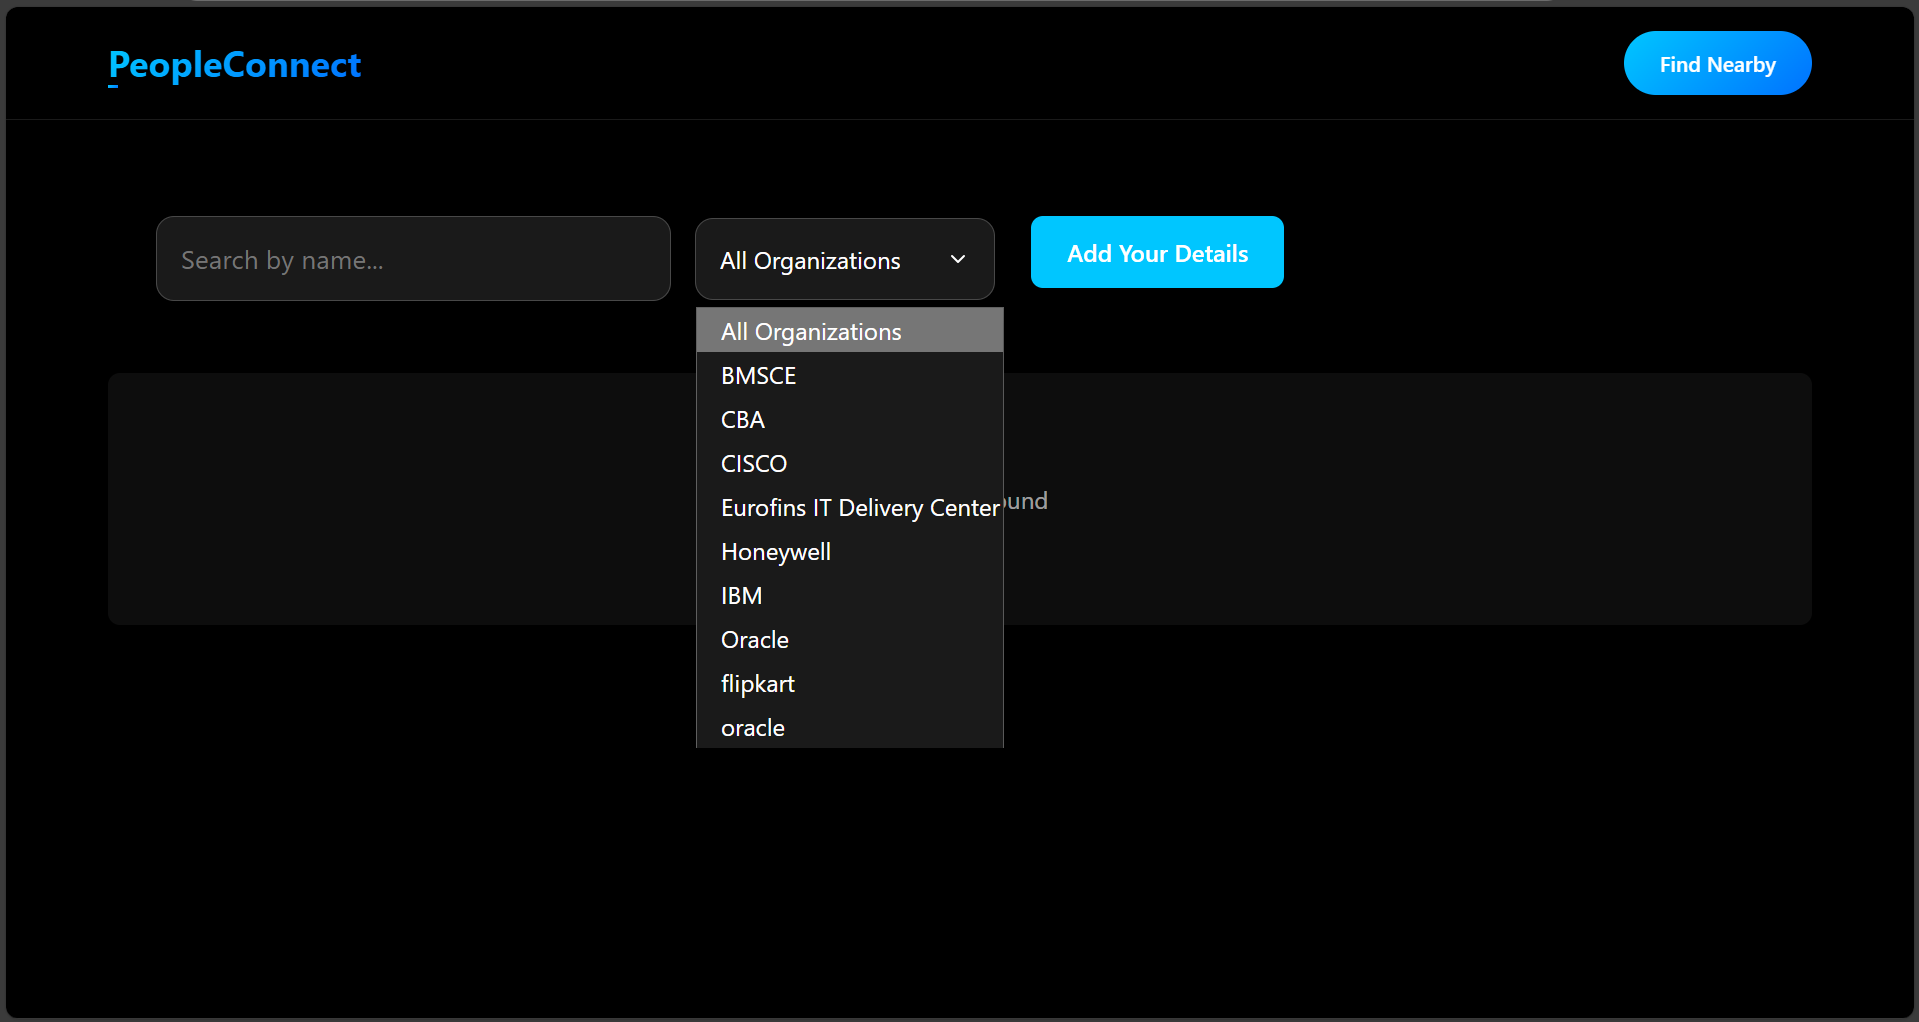 PeopleConnect
Find Nearby
Search by name...
All Organizations
Add Your Details
All Organizations
BMSCE
CBA
CISCO
Eurofins IT Delivery Center
Honeywell
IBM
Oracle
flipkart
oracle